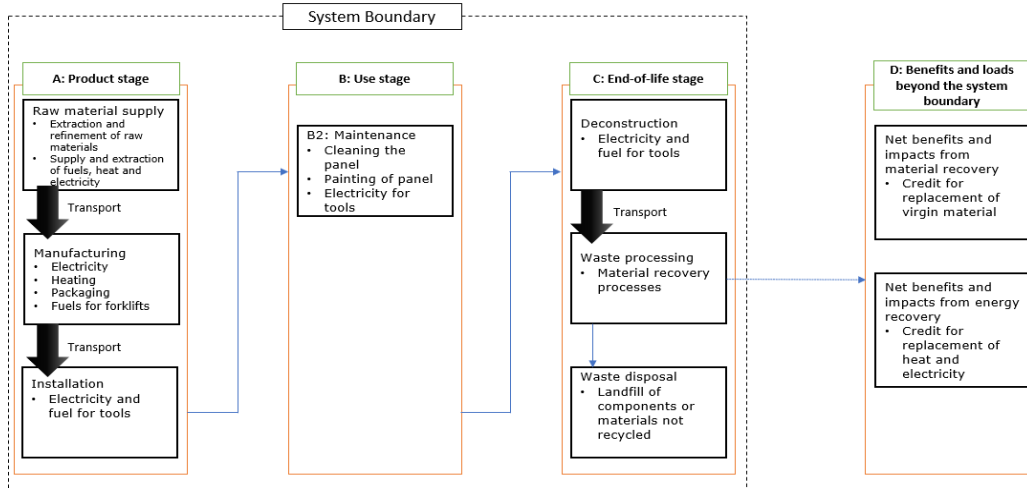 System Boundary
A: Product stage
Raw material supply
• Extraction and
refinement of raw
materials
• Supply and extraction
of fuels, heat and
electricity
Transport
Manufacturing
• Electricity
• Heating
• Packaging
• Fuels for forklifts
Transport
Installation
• Electricity and
fuel for tools
B: Use stage
B2: Maintenance
• Cleaning the
panel
• Painting of panel
• Electricity for
tools
C: End-of-life stage
Deconstruction
• Electricity and
fuel for tools
Transport
Waste processing
• Material recovery
processes
Waste disposal
• Landfill of
components or
materials not
recycled
D: Benefits and loads
beyond the system
boundary
Net benefits and
impacts from
material recovery
• Credit for
replacement of
virgin material
Net benefits and
impacts from energy
recovery
• Credit for
replacement of
heat and
electricity